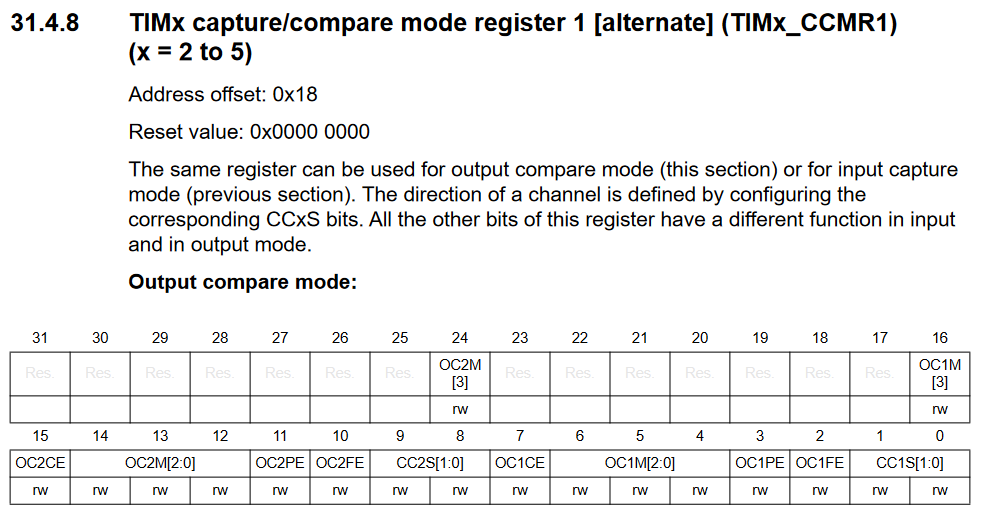 31.4.8 TIMx capture/compare mode register 1 [alternate] (TIMx_CCMR1)
(x = 2 to 5)
Address offset: 0x18
Reset value: 0x0000 0000
The same register can be used for output compare mode (this section) or for input capture
mode (previous section). The direction of a channel is defined by configuring the
corresponding CCxS bits. All the other bits of this register have a different function in input
and in output mode.
Output compare mode:
31 30 29 28 27 26 25 24 23 22 21 20 19 18 17 16
Res. Res. Res. Res. Res. Res. Res. OC2M Res. Res. Res. Res. Res. Res. Res. OC1M
[3] [3]
rw rw
15 14 13 12 11 10 9 8 7 6 5 4 3 2 1 0
OC2CE OC2M[2:0] OC2PE OC2FE CC2S[1:0] OC1CE OC1M[2:0] OC1PE OC1FE CC1S[1:0]
rw rw rw rw rw rw rw rw rw rw rw rw rw rw rw rw